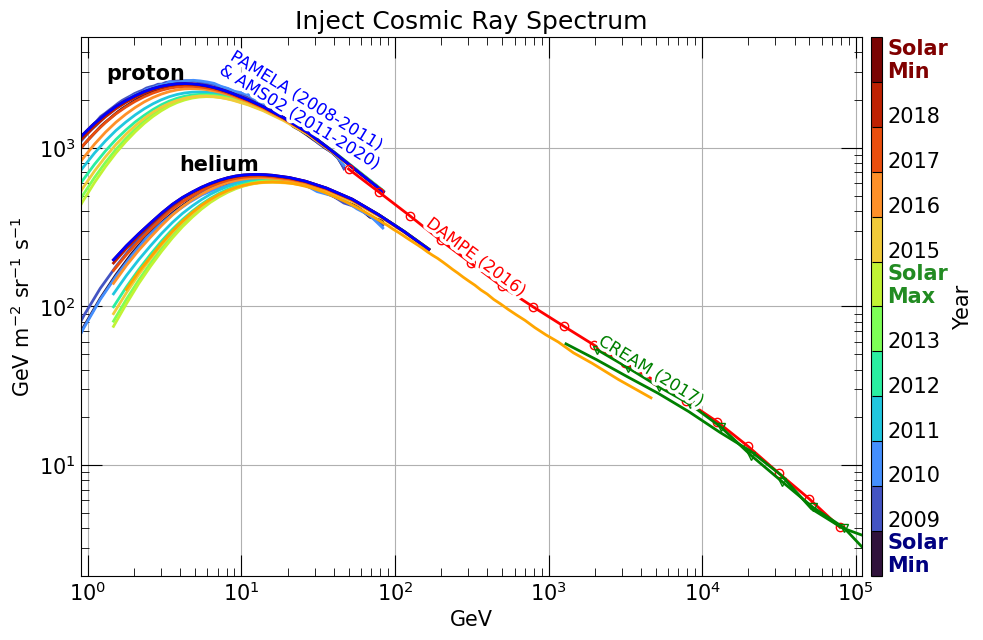 Inject Cosmic Ray Spectrum
proton
helium
PAMELA (2008-2011)
& AMS02 (2011-2020)
DAMPE (2016)
CREAM (2017)
GeV m⁻² sr⁻¹ s⁻¹
10³
10²
10¹
10⁰ 10¹ 10² 10³ 10⁴ 10⁵
GeV
Solar
Min
2018
2017
2016
2015
Solar
Max
2013
2012
2011
2010
2009
Solar
Min
Year